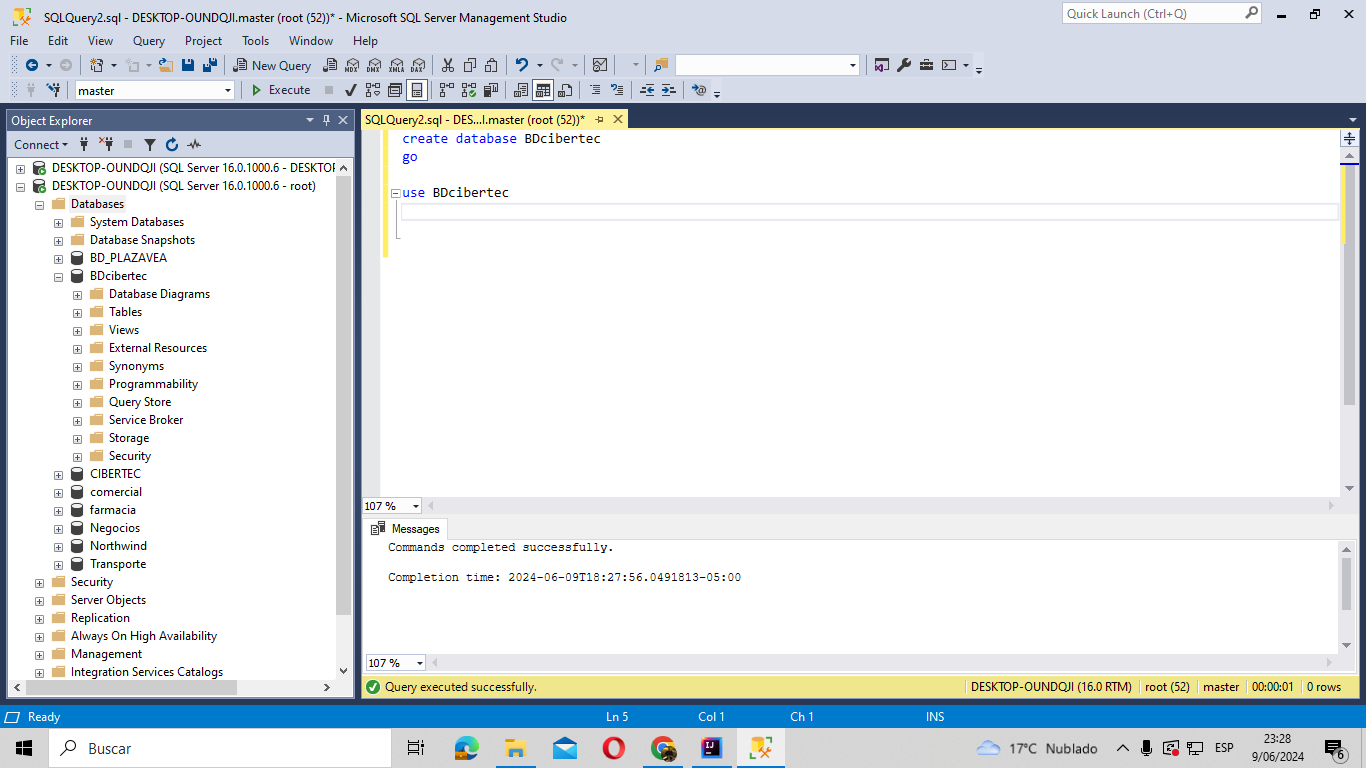 SQLQuery2.sql - DESKTOP-OUNDQJI.master (root (52))* - Microsoft SQL Server Management Studio
Quick Launch (Ctrl+Q)
File Edit View Query Project Tools Window Help
New Query
MDX DMX XMLA DAX
master
Execute
Object Explorer
SQLQuery2.sql - DES...l.master (root (52))*
Connect
DESKTOP-OUNDQJI (SQL Server 16.0.1000.6 - DESKTOP
DESKTOP-OUNDQJI (SQL Server 16.0.1000.6 - root)
Databases
System Databases
Database Snapshots
BD_PLAZAVEA
BDcibertec
Database Diagrams
Tables
Views
External Resources
Synonyms
Programmability
Query Store
Service Broker
Storage
Security
CIBERTEC
comercial
farmacia
Negocios
Northwind
Transporte
Security
Server Objects
Replication
Always On High Availability
Management
Integration Services Catalogs
create database BDcibertec
go
use BDcibertec
107 %
Messages
Commands completed successfully.
Completion time: 2024-06-09T18:27:56.0491813-05:00
107 %
Query executed successfully.
DESKTOP-OUNDQJI (16.0 RTM) root (52) master 00:00:01 0 rows
Ready Ln 5 Col 1 Ch 1 INS
Buscar
17°C Nublado
ESP
23:28
9/06/2024
6